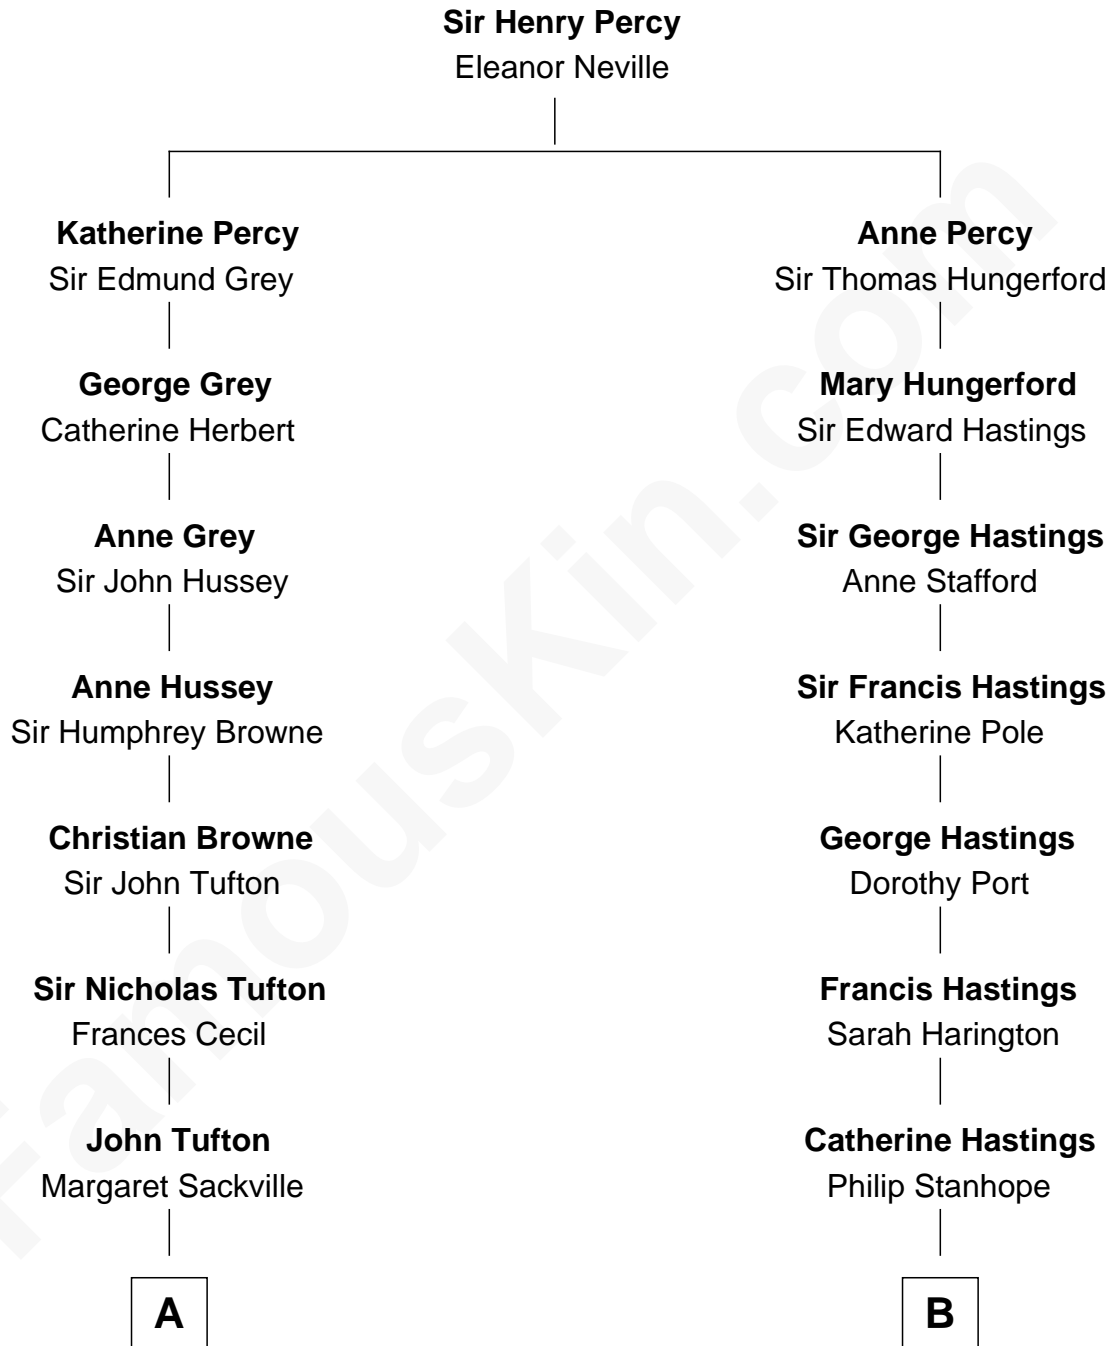 Sir Henry Percy
Eleanor Neville
Katherine Percy
Sir Edmund Grey
Anne Percy
Sir Thomas Hungerford
George Grey
Catherine Herbert
Mary Hungerford
Sir Edward Hastings
Anne Grey
Sir John Hussey
Sir George Hastings
Anne Stafford
Anne Hussey
Sir Humphrey Browne
Sir Francis Hastings
Katherine Pole
Christian Browne
Sir John Tufton
George Hastings
Dorothy Port
Sir Nicholas Tufton
Frances Cecil
Francis Hastings
Sarah Harington
John Tufton
Margaret Sackville
Catherine Hastings
Philip Stanhope
A
B
FamousKin.com